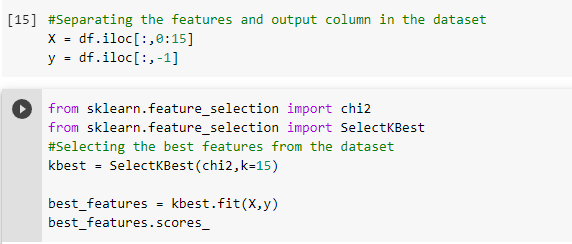 [15] #Separating the features and output column in the dataset
X = df.iloc[:,0:15]
y = df.iloc[:,-1]
from sklearn.feature_selection import chi2
from sklearn.feature_selection import SelectKBest
#Selecting the best features from the dataset
kbest = SelectKBest(chi2,k=15)
best_features = kbest.fit(X,y)
best_features.scores_